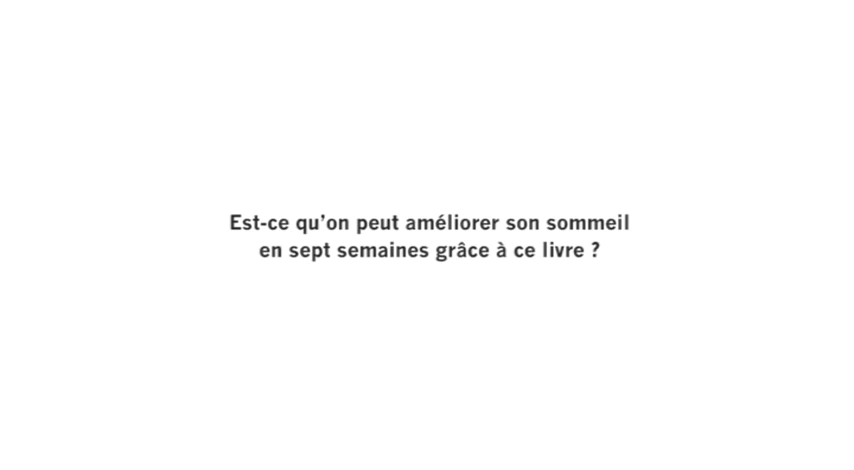 Est-ce qu’on peut améliorer son sommeil
en sept semaines grâce à ce livre ?